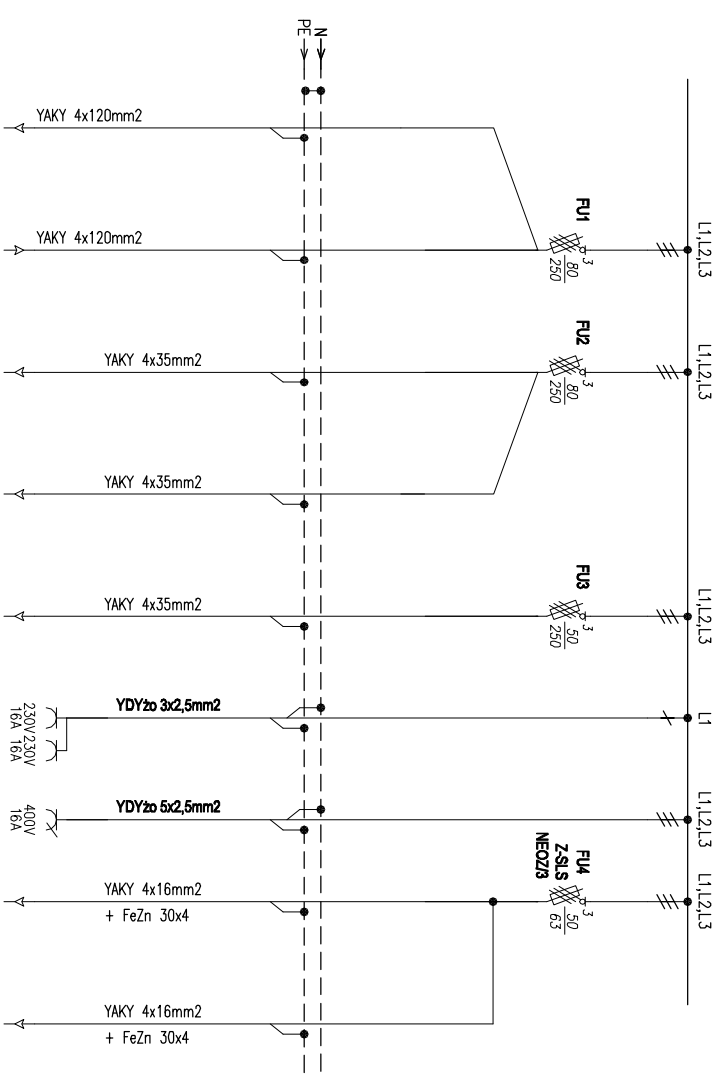 N
PE
YAKY 4x120mm2
FU1
3
80
250
L1,L2,L3
YAKY 4x120mm2
YAKY 4x35mm2
FU2
3
80
250
L1,L2,L3
YAKY 4x35mm2
YAKY 4x35mm2
FU3
3
50
250
L1,L2,L3
YDYżo 3x2,5mm2
230V 230V
16A 16A
L1
YDYżo 5x2,5mm2
400V
16A
L1,L2,L3
YAKY 4x16mm2
+ FeZn 30x4
FU4
Z-SLS
NEOZ/3
3
50
63
L1,L2,L3
YAKY 4x16mm2
+ FeZn 30x4